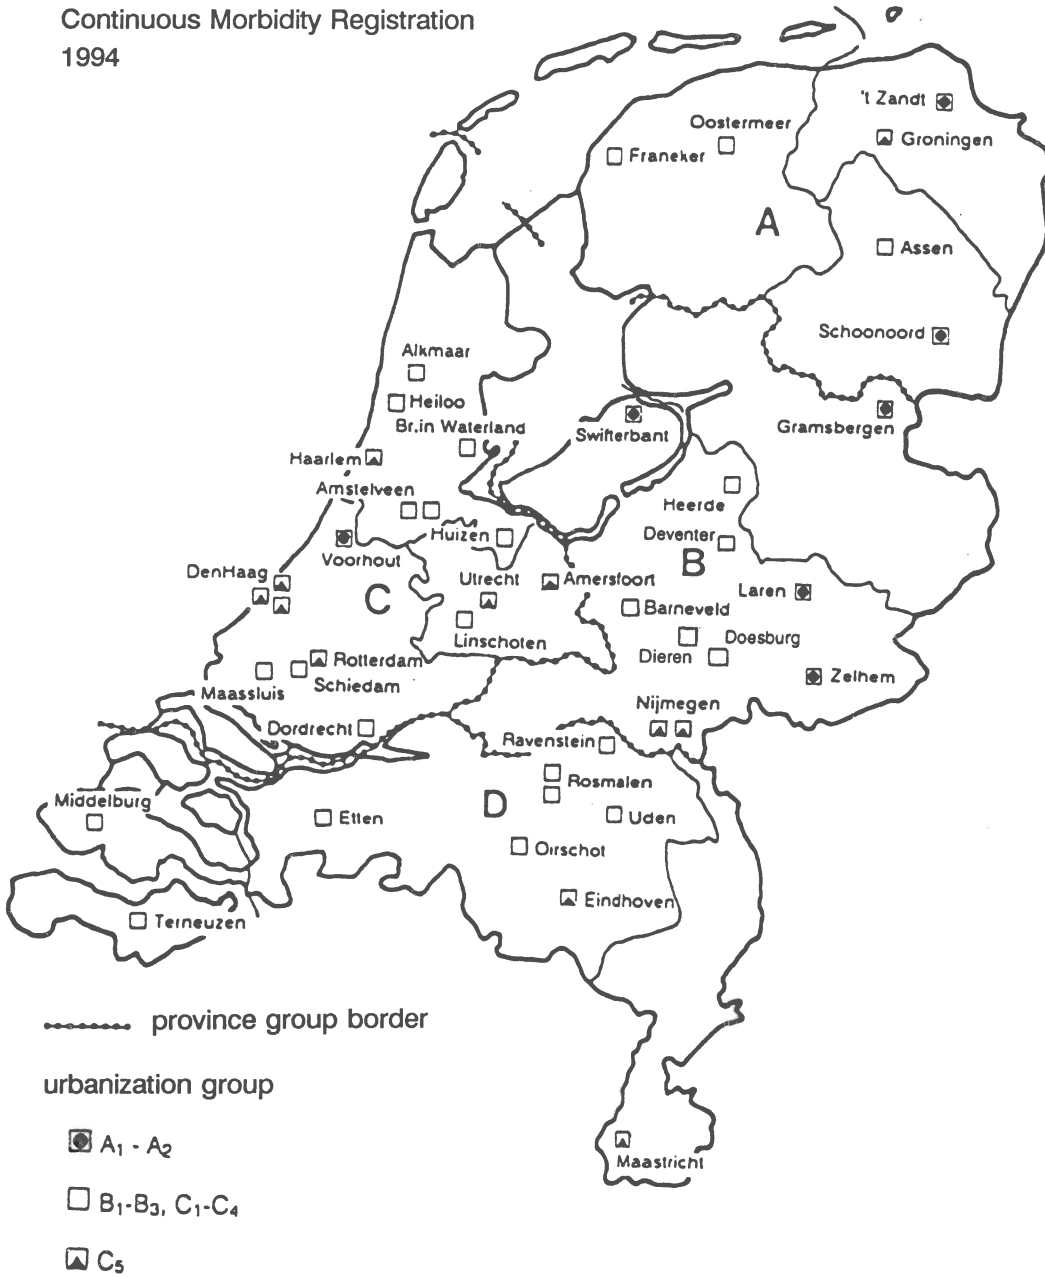 Continuous Morbidity Registration
1994
't Zandt
Oostermeer
Groningen
Franeker
A
Assen
Schoonoord
Alkmaar
Heiloo
Br.in Waterland
Gramsbergen
Swifterbant
Haarlem
Amstelveen
Heerde
Huizen
Deventer
Voorhout
B
DenHaag
Utrecht
Amersfoort
Laren
C
Barneveld
Linschoten
Doesburg
Rotterdam
Dieren
Zelhem
Schiedam
Maassluis
Nijmegen
Dordrecht
Ravenstein
Rosmalen
Middelburg
D
Etten
Uden
Oirschot
Eindhoven
Terneuzen
province group border
urbanization group
A₁ - A₂
Maastricht
B₁-B₃, C₁-C₄
C₅